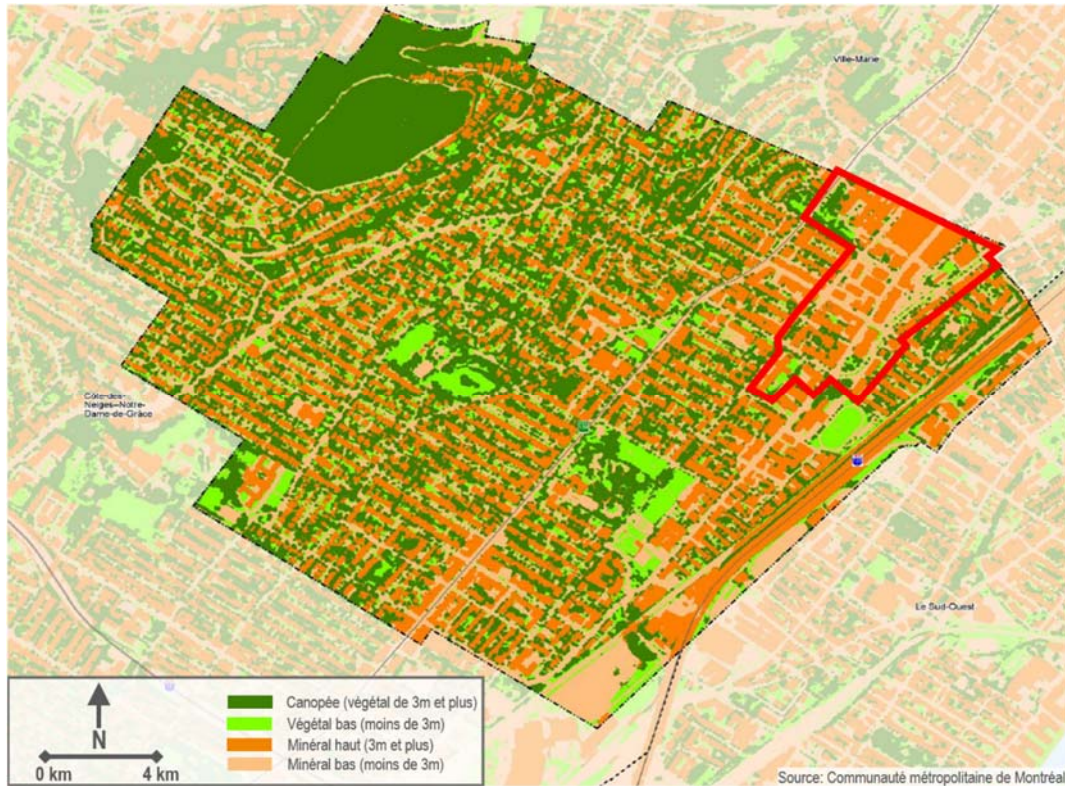 Ville-Marie
Côte-des-
Neiges–Notre-
Dame-de-Grâce
Le Sud-Ouest
N
0 km 4 km
Canopée (végétal de 3m et plus)
Végétal bas (moins de 3m)
Minéral haut (3m et plus)
Minéral bas (moins de 3m)
Source: Communauté métropolitaine de Montréal